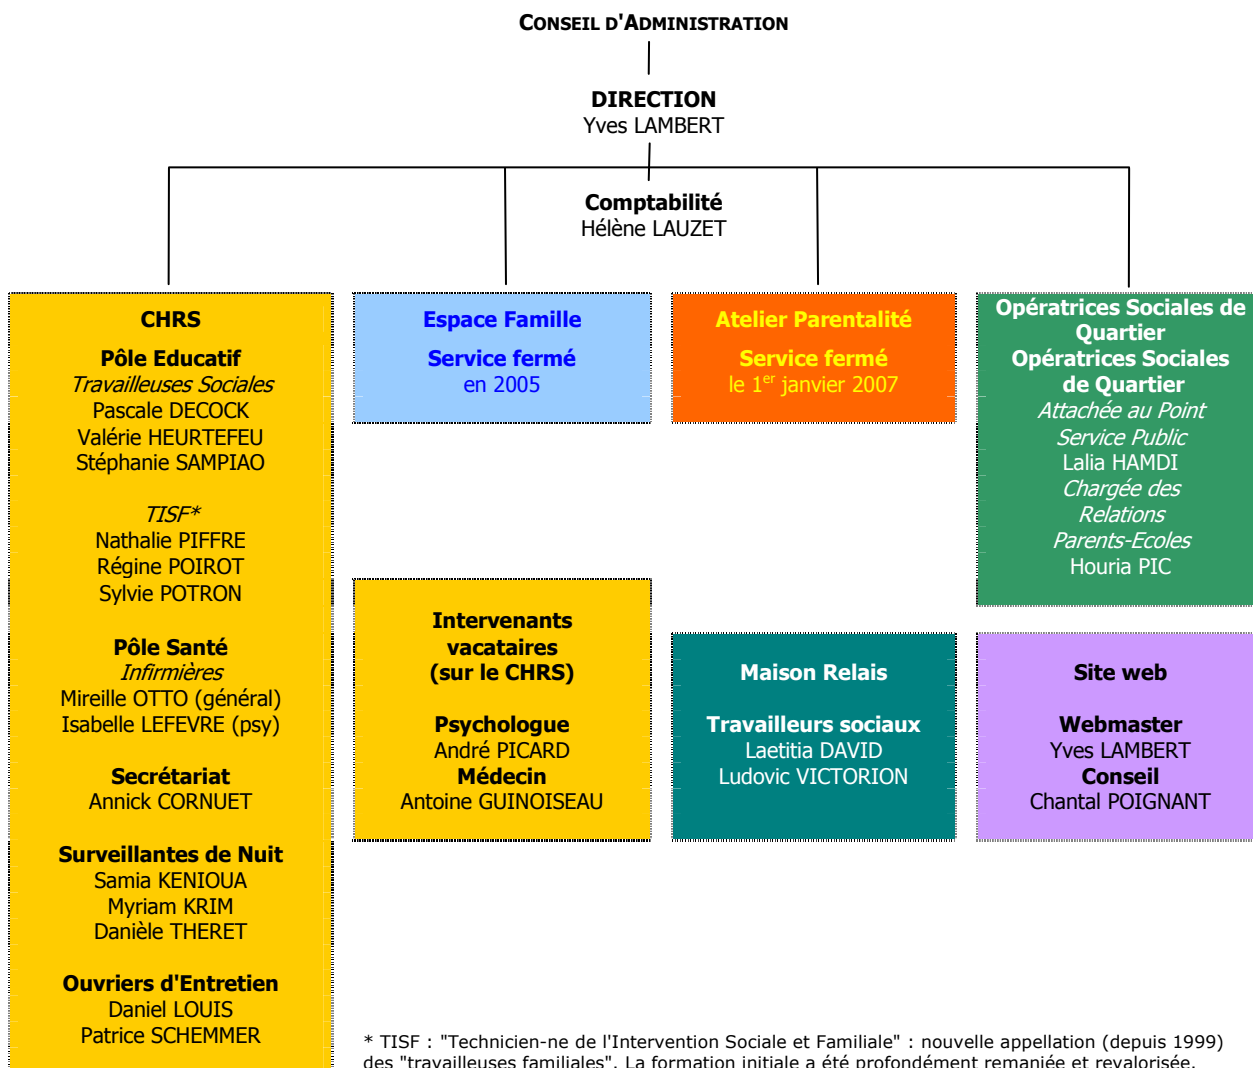 CONSEIL D'ADMINISTRATION
DIRECTION
Yves LAMBERT
Comptabilité
Hélène LAUZET
CHRS
Pôle Educatif
Travailleuses Sociales
Pascale DECOCK
Valérie HEURTEFEU
Stéphanie SAMPIAO
TISF*
Nathalie PIFFRE
Régine POIROT
Sylvie POTRON
Pôle Santé
Infirmières
Mireille OTTO (général)
Isabelle LEFEVRE (psy)
Secrétariat
Annick CORNUET
Surveillantes de Nuit
Samia KENIOUA
Myriam KRIM
Danièle THERET
Ouvriers d'Entretien
Daniel LOUIS
Patrice SCHEMMER
Espace Famille
Service fermé
en 2005
Atelier Parentalité
Service fermé
le 1er janvier 2007
Opératrices Sociales de
Quartier
Opératrices Sociales
de Quartier
Attachée au Point
Service Public
Lalia HAMDI
Chargée des
Relations
Parents-Ecoles
Houria PIC
Intervenants
vacataires
(sur le CHRS)
Psychologue
André PICARD
Médecin
Antoine GUINOISEAU
Maison Relais
Travailleurs sociaux
Laetitia DAVID
Ludovic VICTORION
Site web
Webmaster
Yves LAMBERT
Conseil
Chantal POIGNANT
* TISF : "Technicien-ne de l'Intervention Sociale et Familiale" : nouvelle appellation (depuis 1999)
des "travailleuses familiales". La formation initiale a été profondément remaniée et revalorisée.